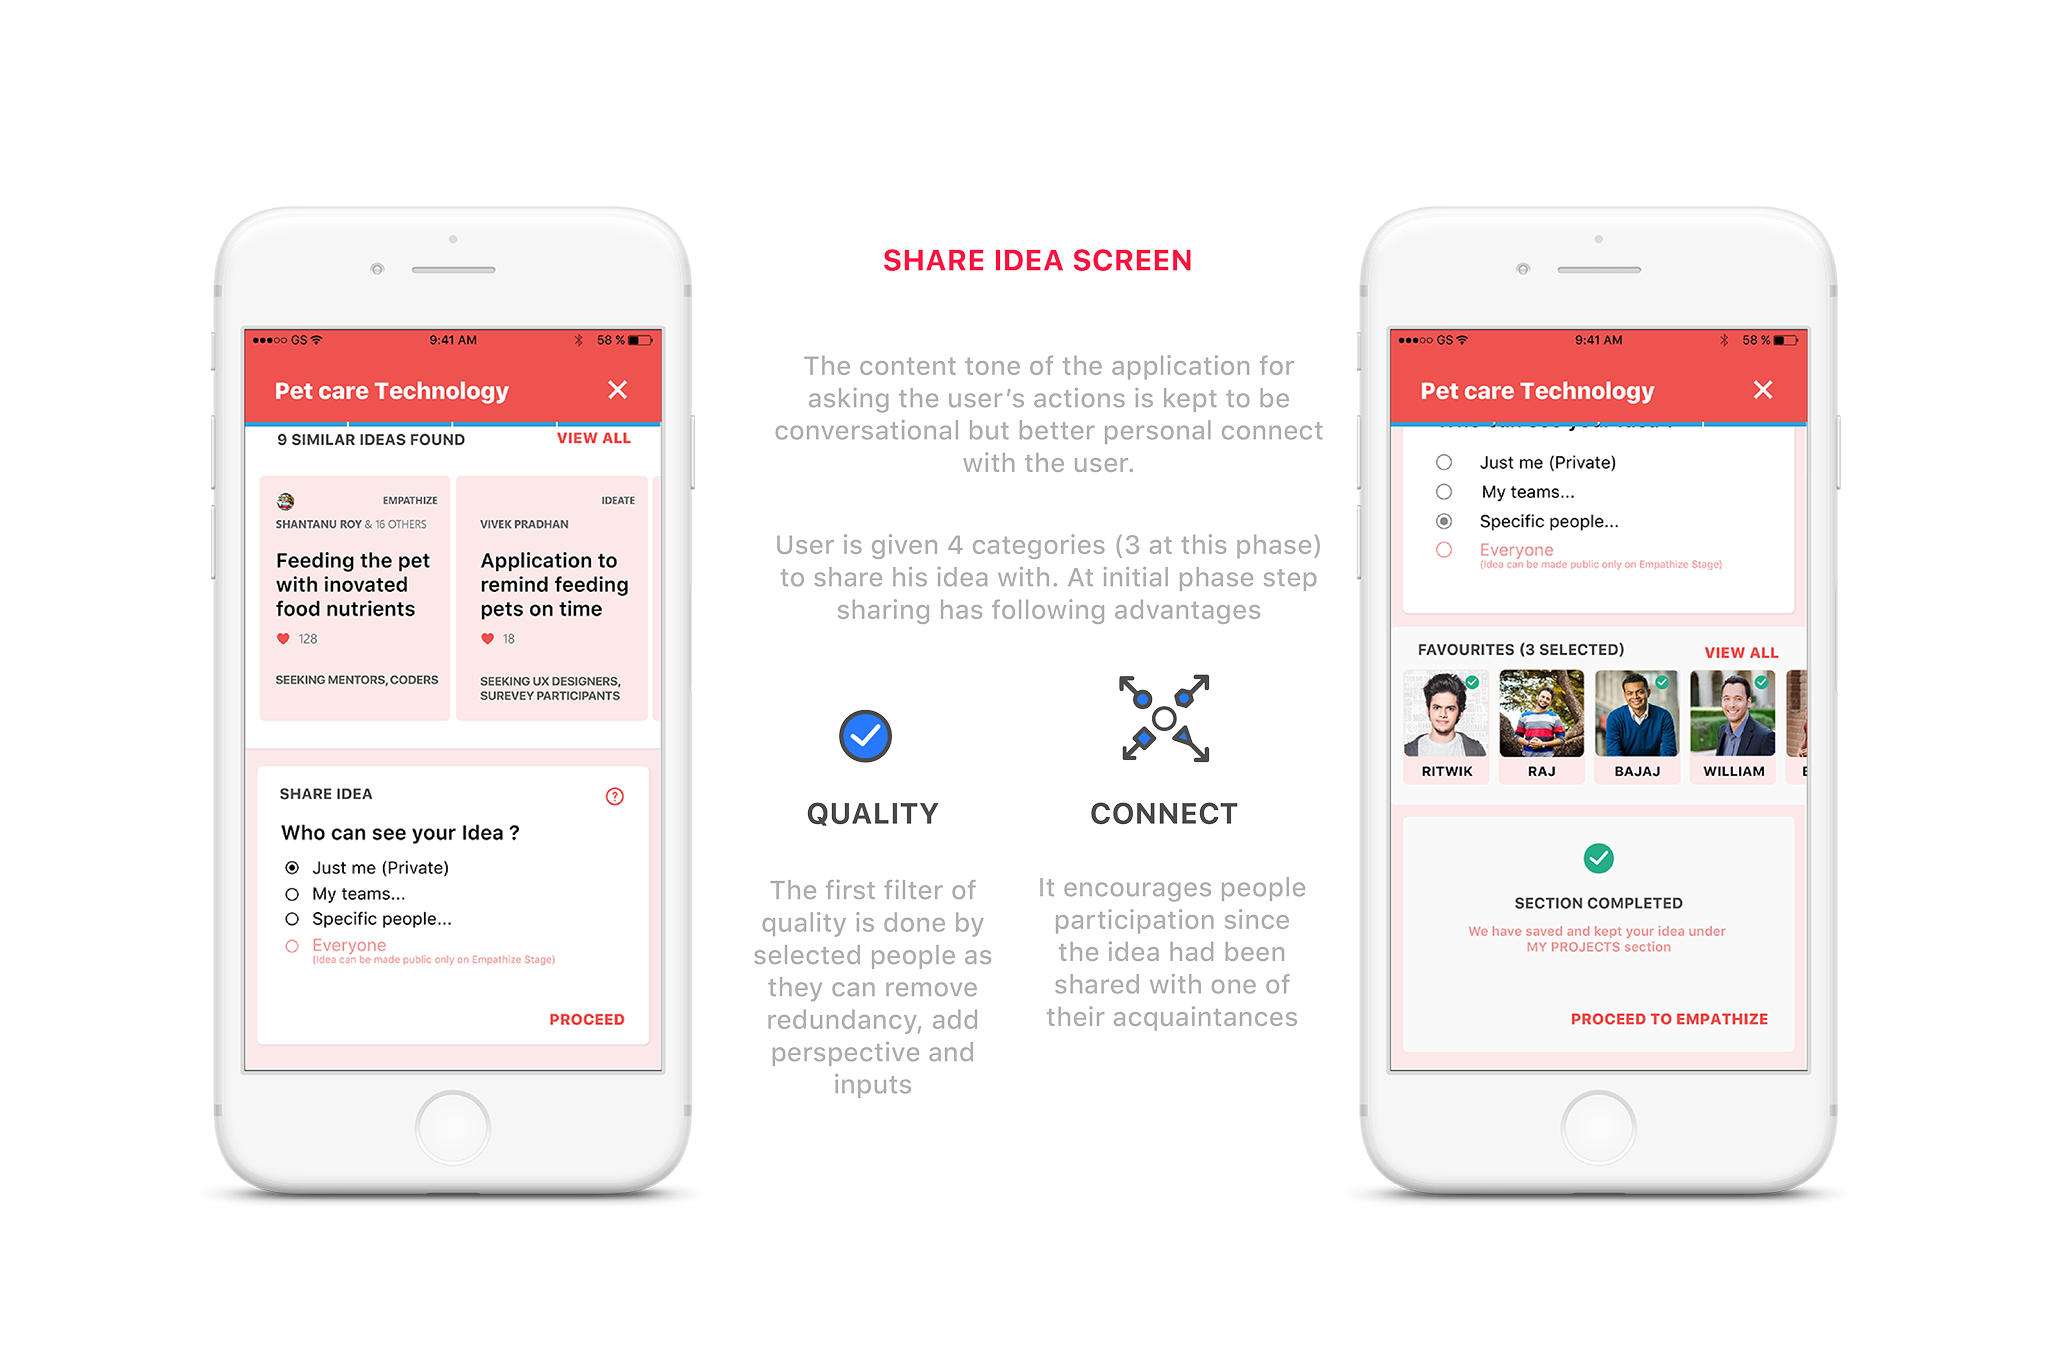 GS
9:41 AM
58 %
Pet care Technology
9 SIMILAR IDEAS FOUND
VIEW ALL
EMPATHIZE
SHANTANU ROY & 16 OTHERS
Feeding the pet
with inovated
food nutrients
128
SEEKING MENTORS, CODERS
IDEATE
VIVEK PRADHAN
Application to
remind feeding
pets on time
18
SEEKING UX DESIGNERS,
SUREVEY PARTICIPANTS
SHARE IDEA
Who can see your Idea ?
Just me (Private)
My teams...
Specific people...
Everyone
(Idea can be made public only on Empathize Stage)
PROCEED
SHARE IDEA SCREEN
The content tone of the application for
asking the user’s actions is kept to be
conversational but better personal connect
with the user.
User is given 4 categories (3 at this phase)
to share his idea with. At initial phase step
sharing has following advantages
QUALITY
The first filter of
quality is done by
selected people as
they can remove
redundancy, add
perspective and
inputs
CONNECT
It encourages people
participation since
the idea had been
shared with one of
their acquaintances
GS
9:41 AM
58 %
Pet care Technology
Just me (Private)
My teams...
Specific people...
Everyone
(Idea can be made public only on Empathize Stage)
FAVOURITES (3 SELECTED)
VIEW ALL
RITWIK
RAJ
BAJAJ
WILLIAM
SECTION COMPLETED
We have saved and kept your idea under
MY PROJECTS section
PROCEED TO EMPATHIZE